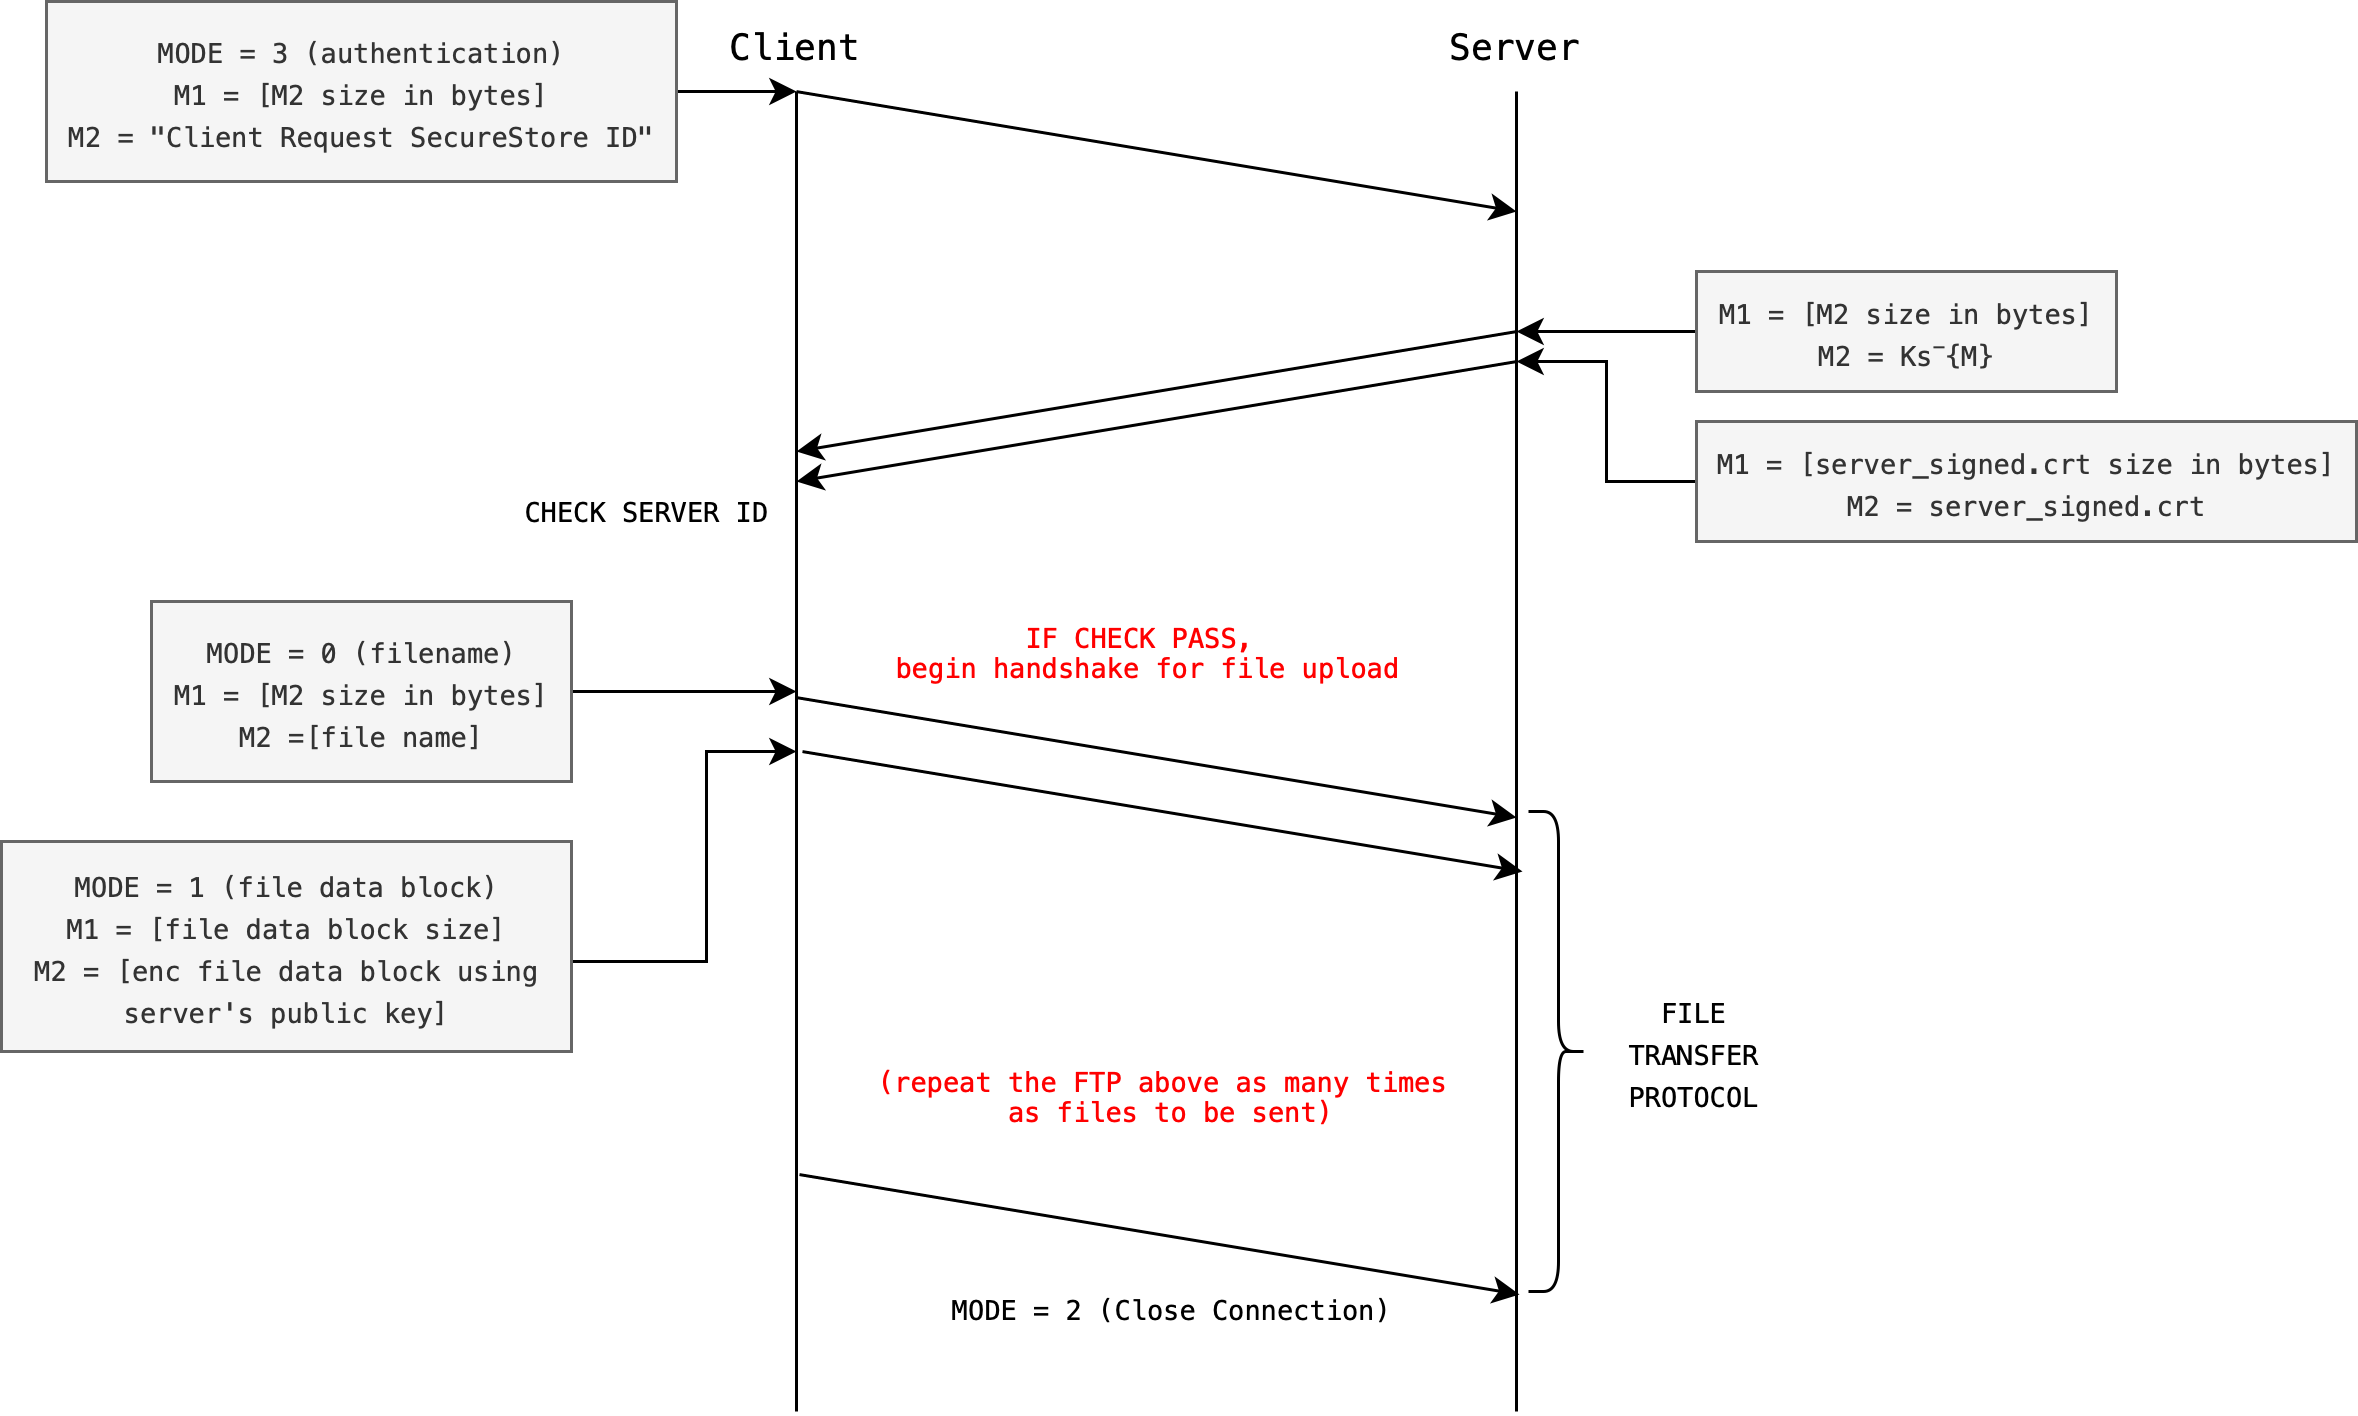 Client
Server
MODE = 3 (authentication)
M1 = [M2 size in bytes]
M2 = "Client Request SecureStore ID"
M1 = [M2 size in bytes]
M2 = Ks⁻{M}
M1 = [server_signed.crt size in bytes]
M2 = server_signed.crt
CHECK SERVER ID
IF CHECK PASS,
begin handshake for file upload
MODE = 0 (filename)
M1 = [M2 size in bytes]
M2 =[file name]
MODE = 1 (file data block)
M1 = [file data block size]
M2 = [enc file data block using
server's public key]
FILE
TRANSFER
PROTOCOL
(repeat the FTP above as many times
as files to be sent)
MODE = 2 (Close Connection)